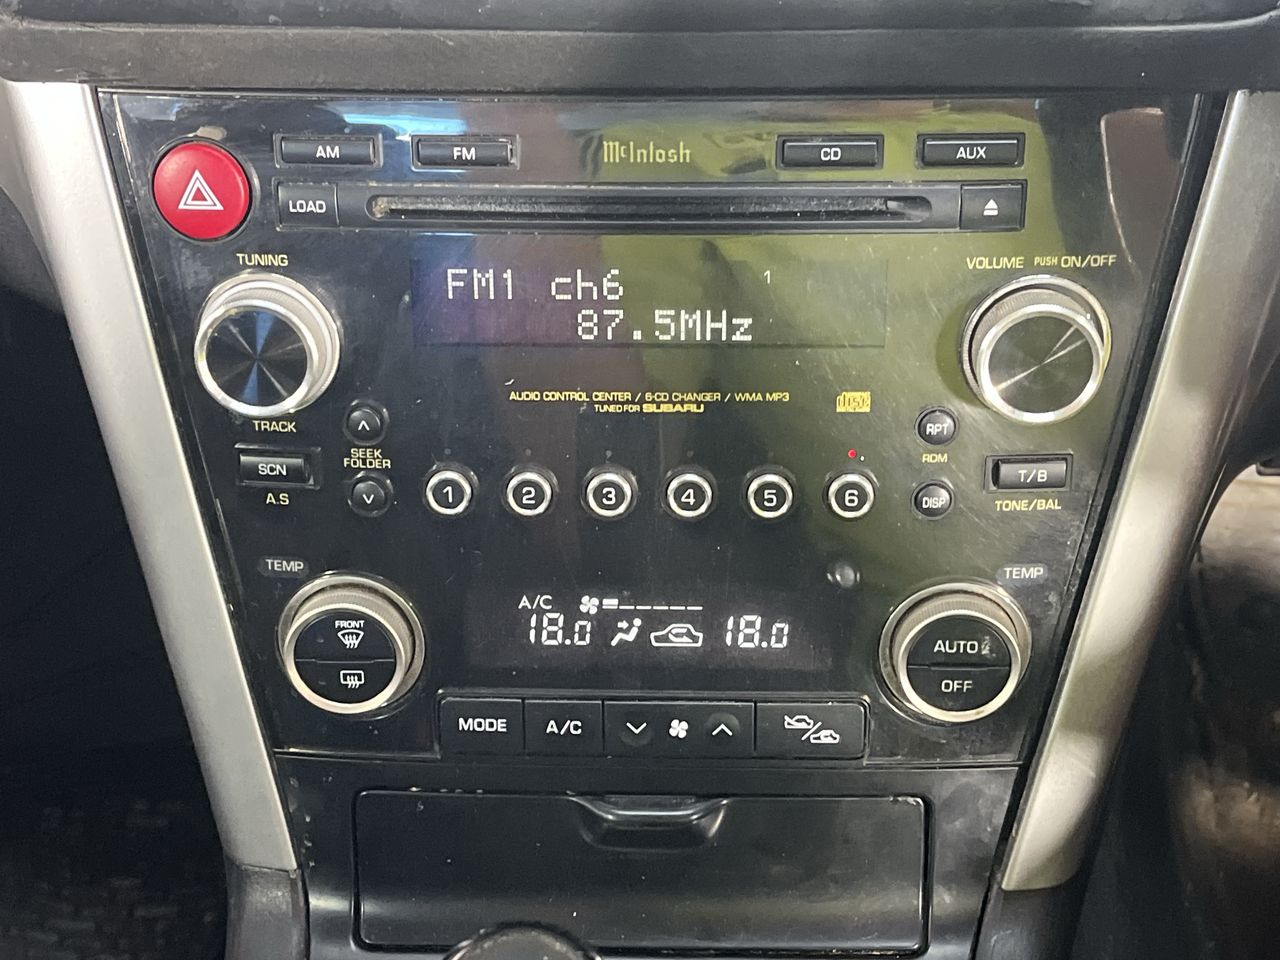 AM
FM
McIntosh
CD
AUX
LOAD
TUNING
VOLUME PUSH ON/OFF
FM1 ch6
1
87.5MHz
AUDIO CONTROL CENTER / 6-CD CHANGER / WMA MP3
TUNED FOR SUBARU
disc
TRACK
RPT
SEEK
FOLDER
RDM
SCN
T/B
A.S
1
2
3
4
5
6
DISP
TONE/BAL
TEMP
TEMP
A/C
18.0
18.0
FRONT
AUTO
OFF
MODE
A/C